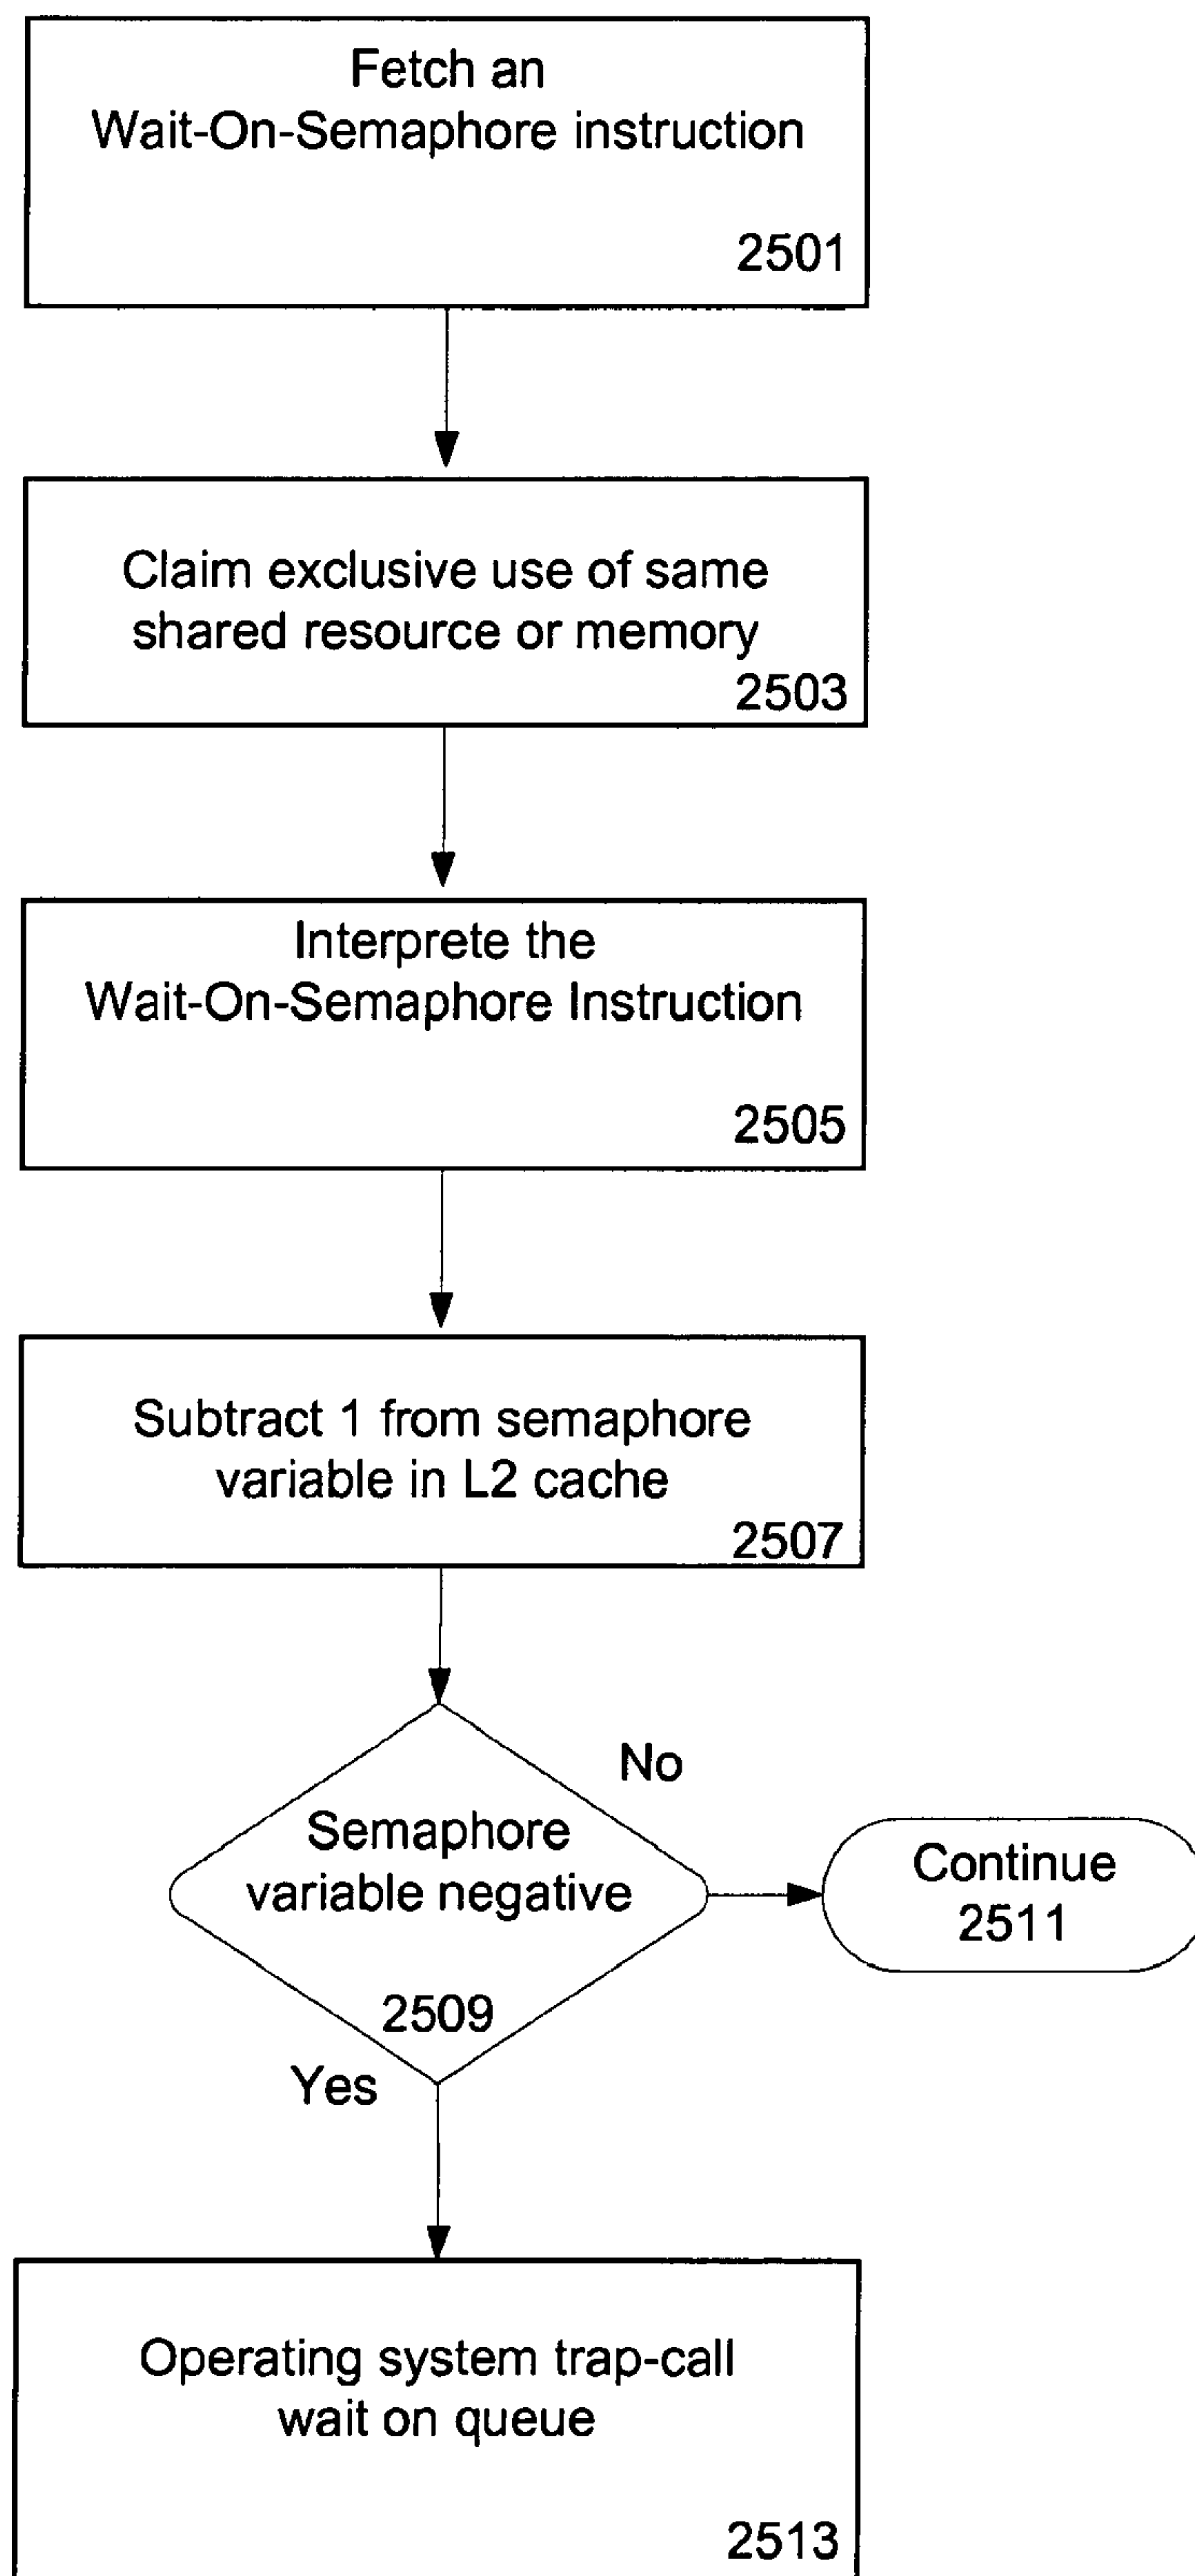 Fetch an
Wait-On-Semaphore instruction
2501
Claim exclusive use of same
shared resource or memory
2503
Interprete the
Wait-On-Semaphore Instruction
2505
Subtract 1 from semaphore
variable in L2 cache
2507
No
Semaphore
variable negative
2509
Continue
2511
Yes
Operating system trap-call
wait on queue
2513